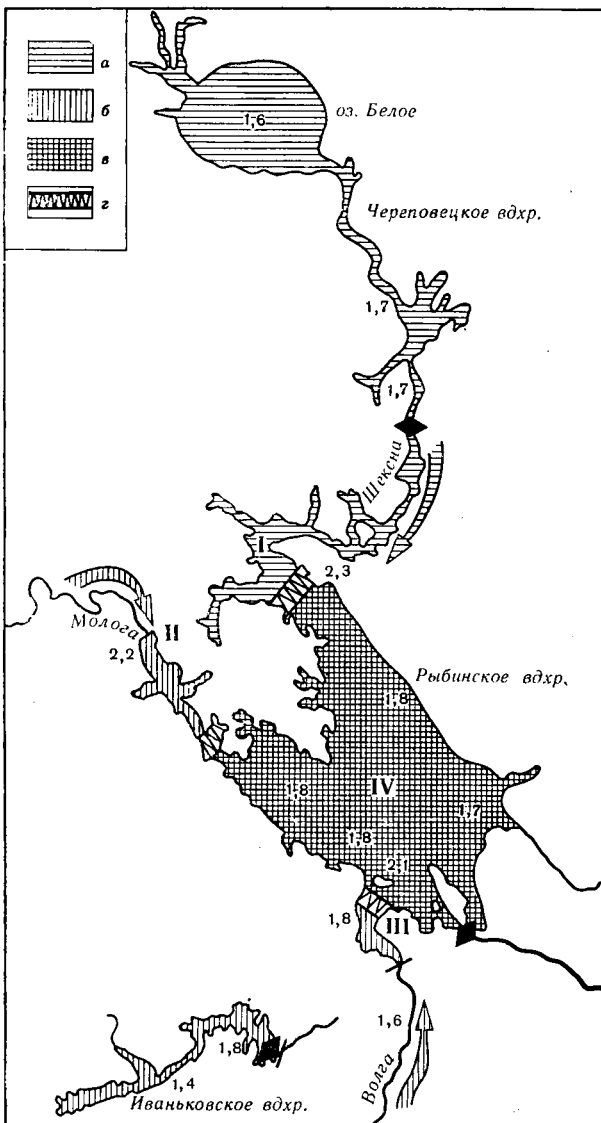 а
б
в
г
оз. Белое
1,6
Череповецкое вдхр.
1,7
1,7
Шексна
I
2,3
Молога
II
2,2
Рыбинское вдхр.
1,8
IV
1,8
1,7
1,8
2,1
1,8
III
1,6
Волга
1,8
1,4
Иваньковское вдхр.